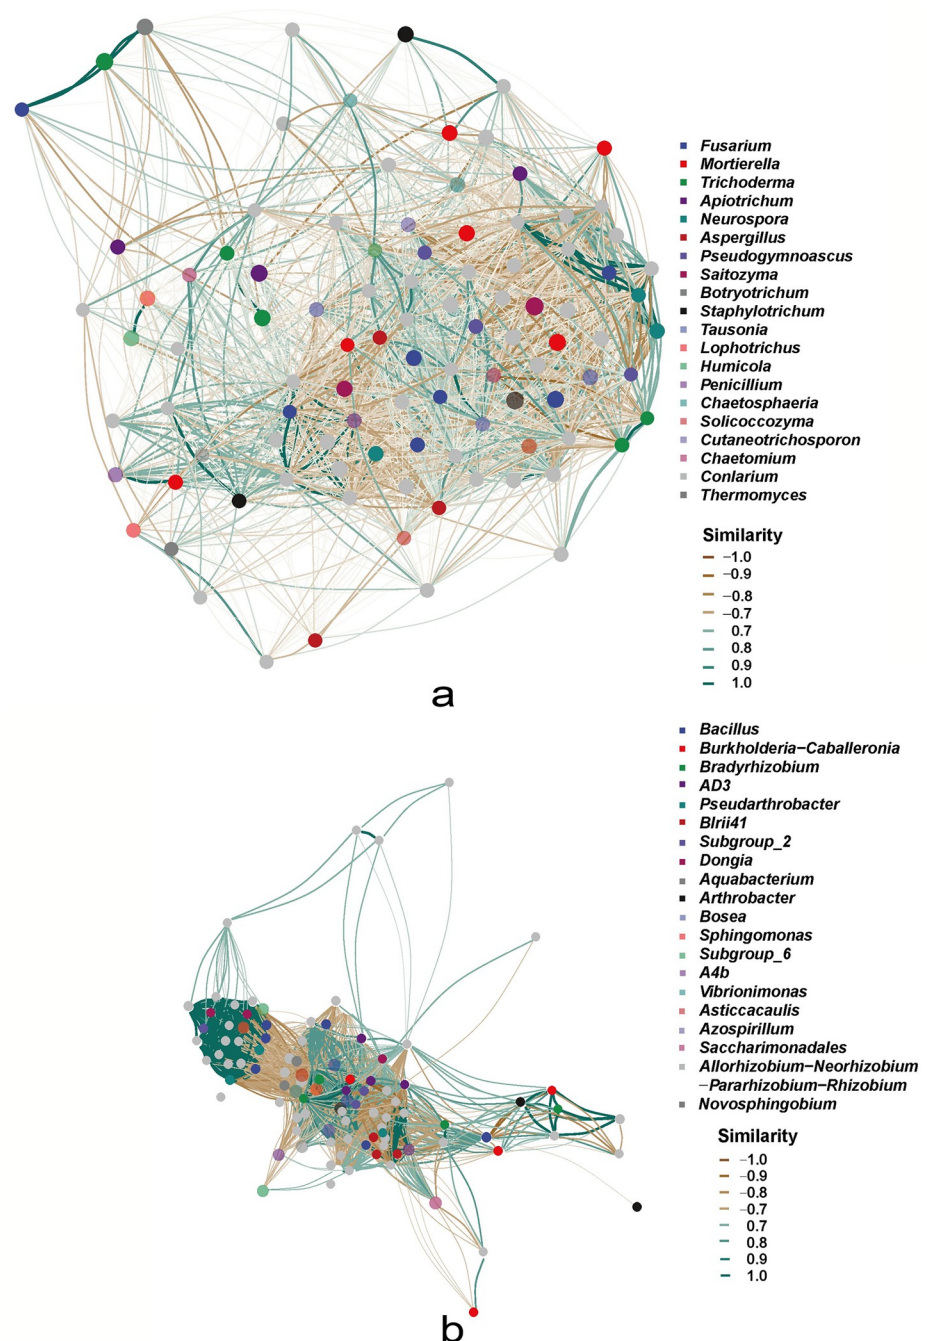 Fusarium
Mortierella
Trichoderma
Apiotrichum
Neurospora
Aspergillus
Pseudogymnoascus
Saitozyma
Botryotrichum
Staphylotrichum
Tausonia
Lophotrichus
Humicola
Penicillium
Chaetosphaeria
Solicoccozyma
Cutaneotrichosporon
Chaetomium
Conlarium
Thermomyces
Similarity
−1.0
−0.9
−0.8
−0.7
0.7
0.8
0.9
1.0
a
Bacillus
Burkholderia−Caballeronia
Bradyrhizobium
AD3
Pseudarthrobacter
Blrii41
Subgroup_2
Dongia
Aquabacterium
Arthrobacter
Bosea
Sphingomonas
Subgroup_6
A4b
Vibrionimonas
Asticcacaulis
Azospirillum
Saccharimonadales
Allorhizobium−Neorhizobium
−Pararhizobium−Rhizobium
Novosphingobium
Similarity
−1.0
−0.9
−0.8
−0.7
0.7
0.8
0.9
1.0
b